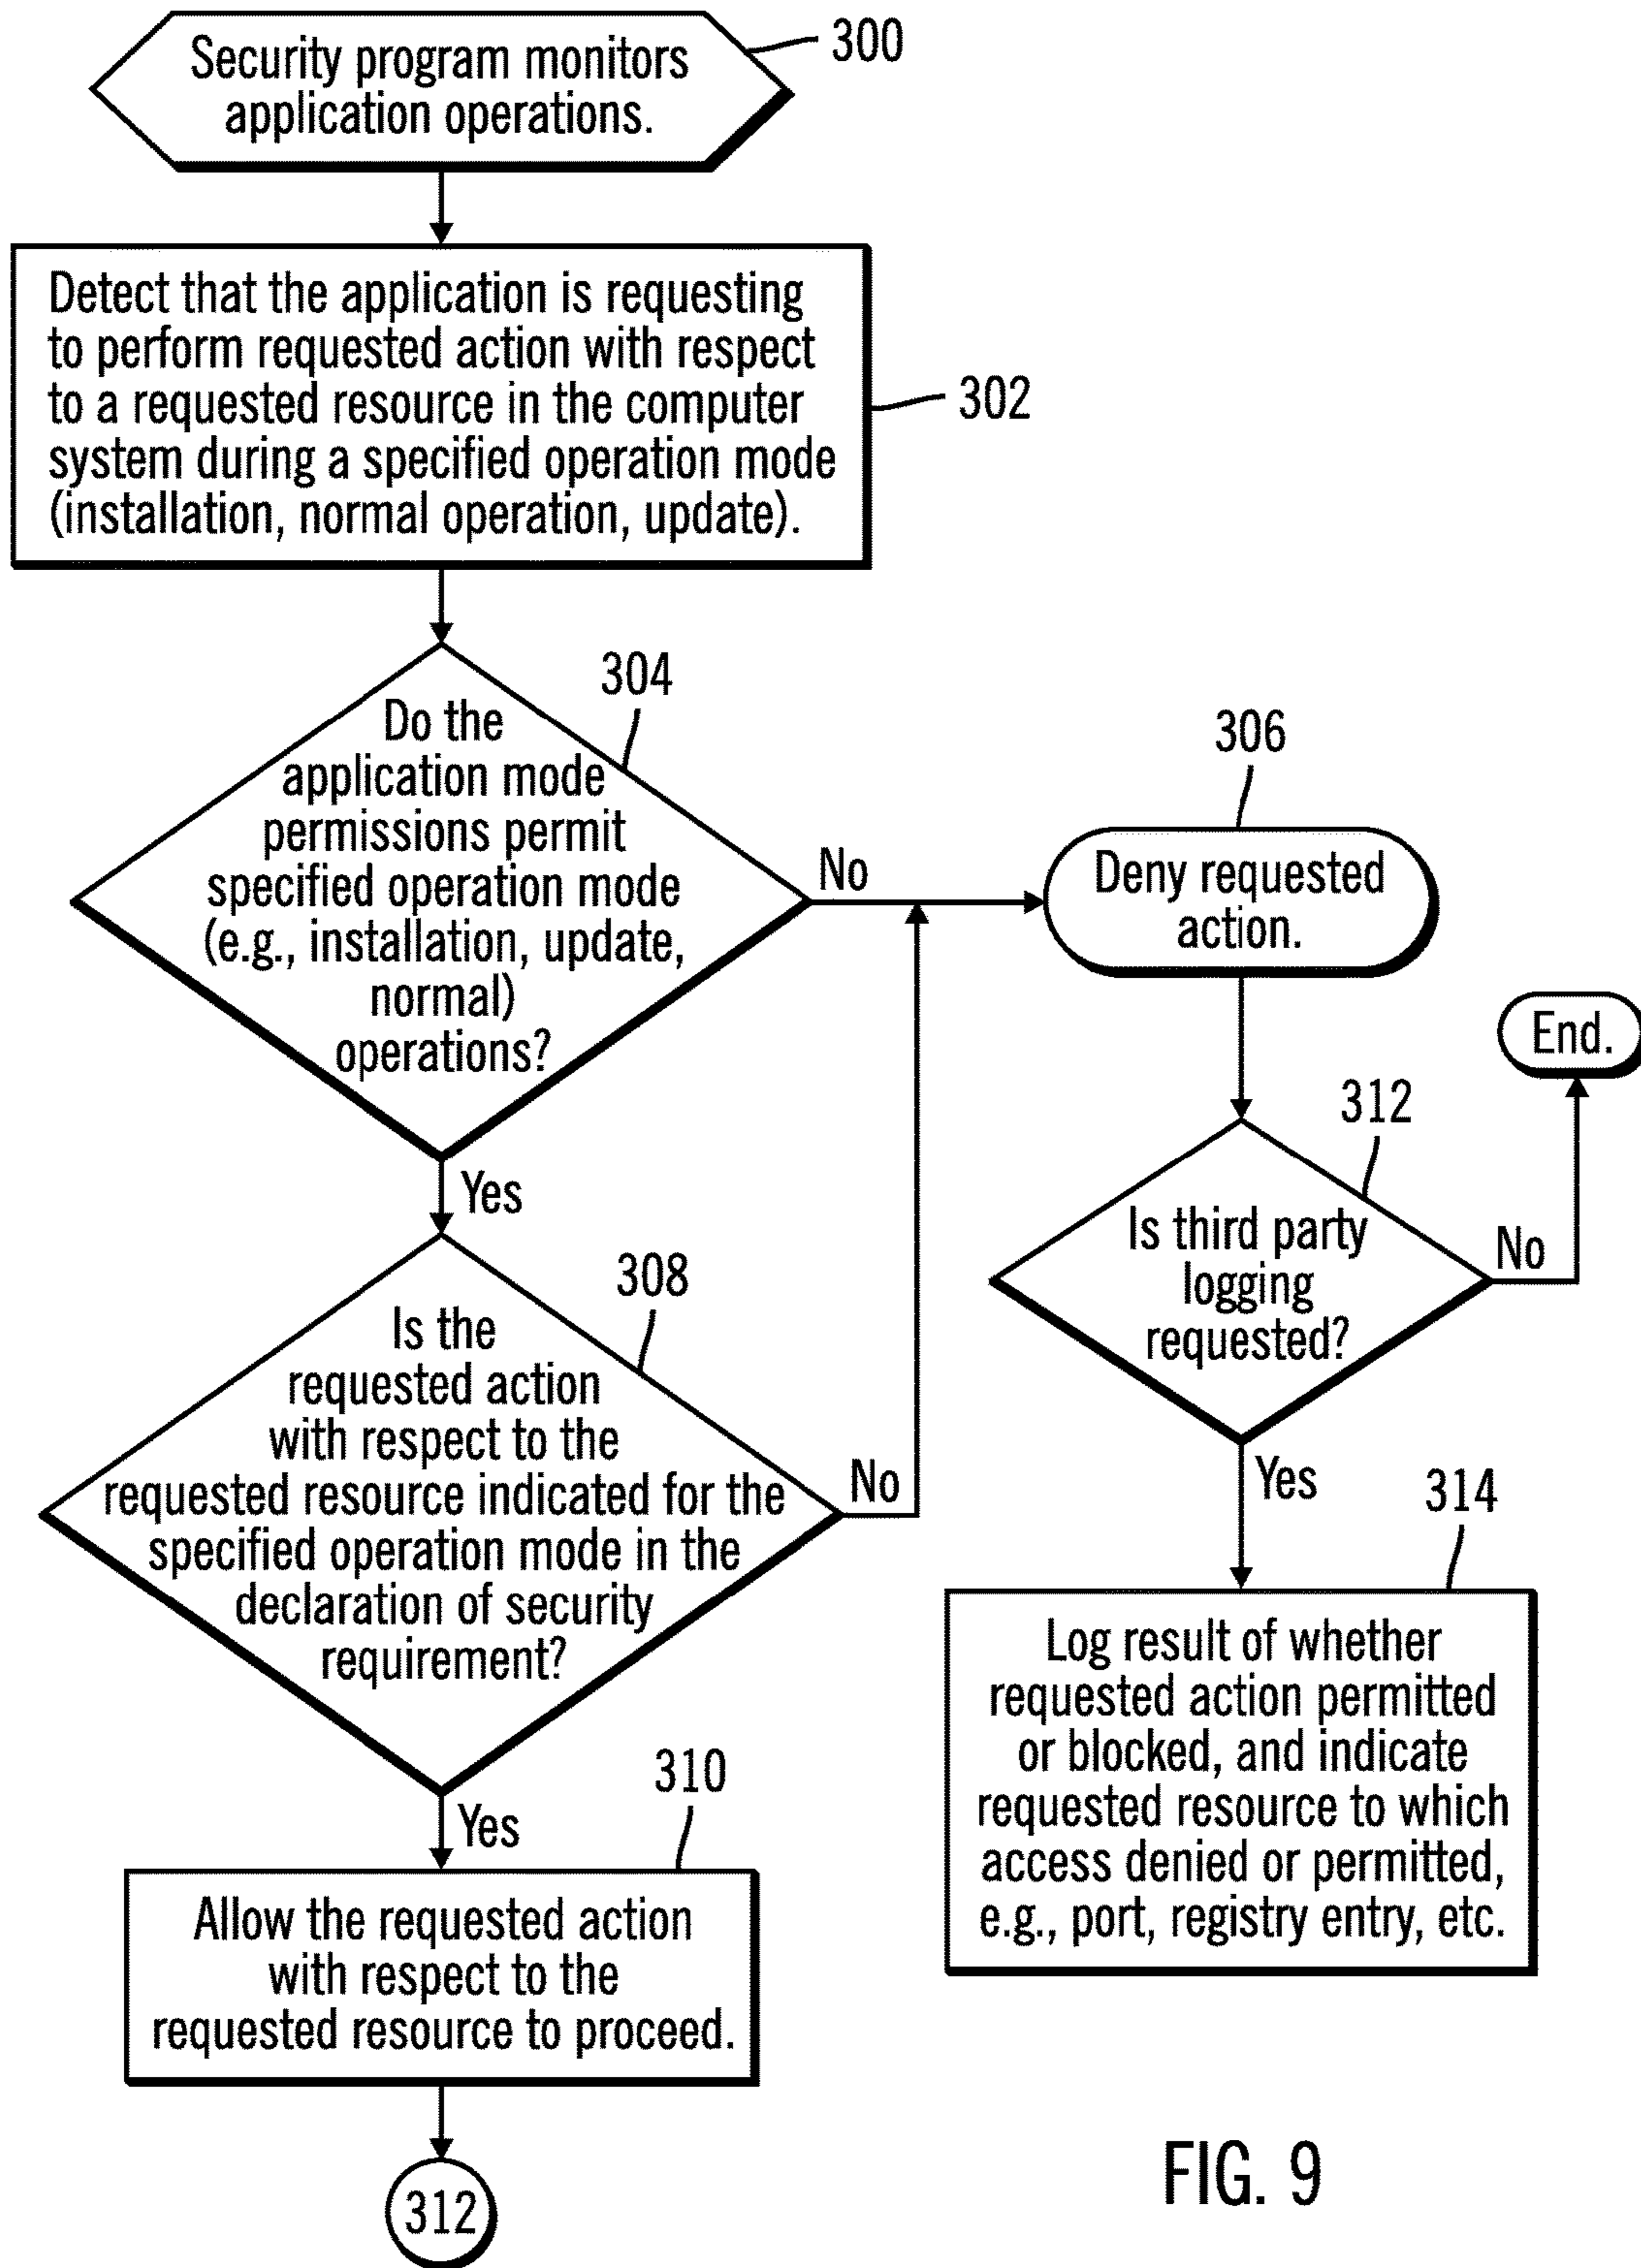 Security program monitors
application operations.
300
Detect that the application is requesting
to perform requested action with respect
to a requested resource in the computer
system during a specified operation mode
(installation, normal operation, update).
302
304
Do the
application mode
permissions permit
specified operation mode
(e.g., installation, update,
normal)
operations?
No
Yes
306
Deny requested
action.
End.
308
Is the
requested action
with respect to the
requested resource indicated for the
specified operation mode in the
declaration of security
requirement?
No
Yes
312
Is third party
logging
requested?
No
Yes
310
Allow the requested action
with respect to the
requested resource to proceed.
312
314
Log result of whether
requested action permitted
or blocked, and indicate
requested resource to which
access denied or permitted,
e.g., port, registry entry, etc.
FIG. 9